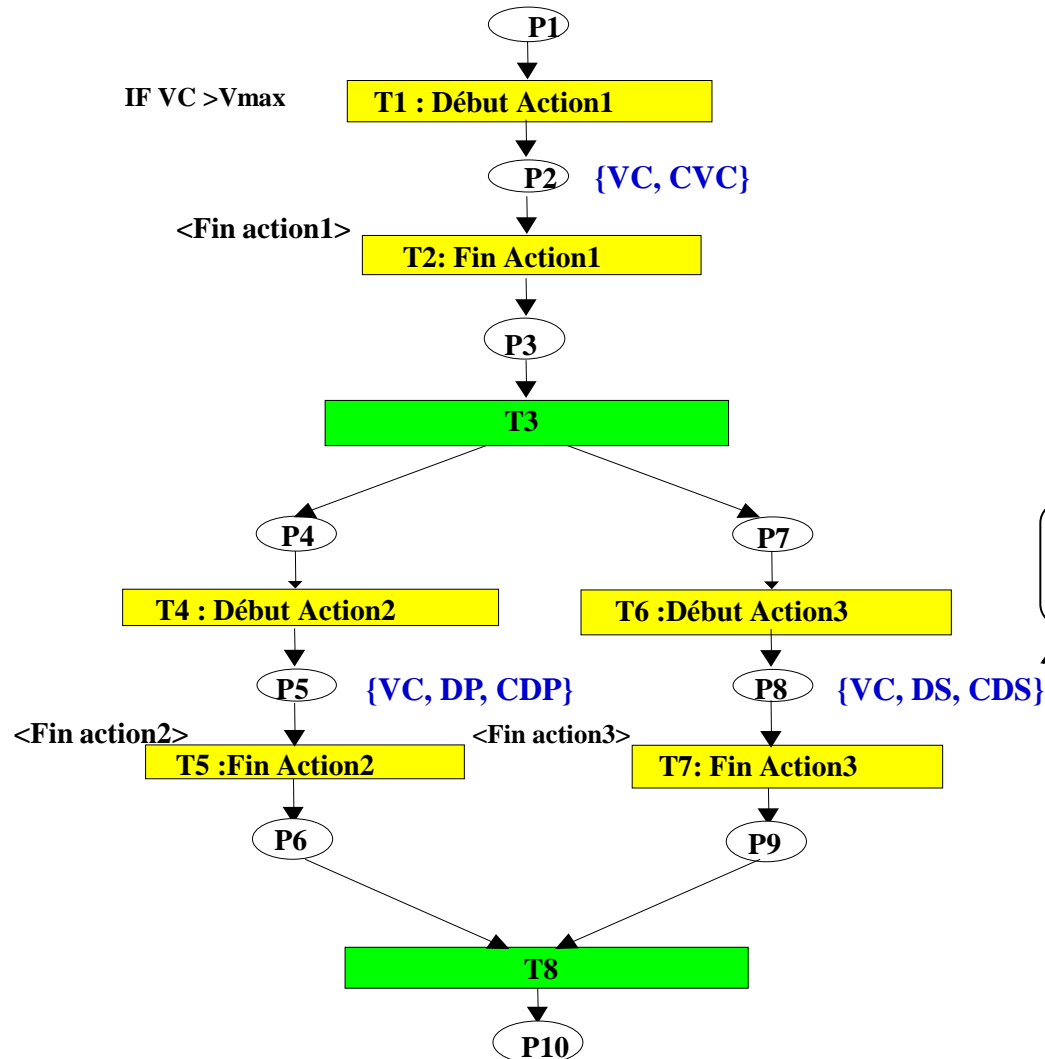 P1
IF VC >Vmax
T1 : Début Action1
P2 {VC, CVC}
<Fin action1>
T2: Fin Action1
P3
T3
P4 P7
T4 : Début Action2 T6 :Début Action3
P5 {VC, DP, CDP} P8 {VC, DS, CDS}
<Fin action2> <Fin action3>
T5 :Fin Action2 T7: Fin Action3
P6 P9
T8
P10